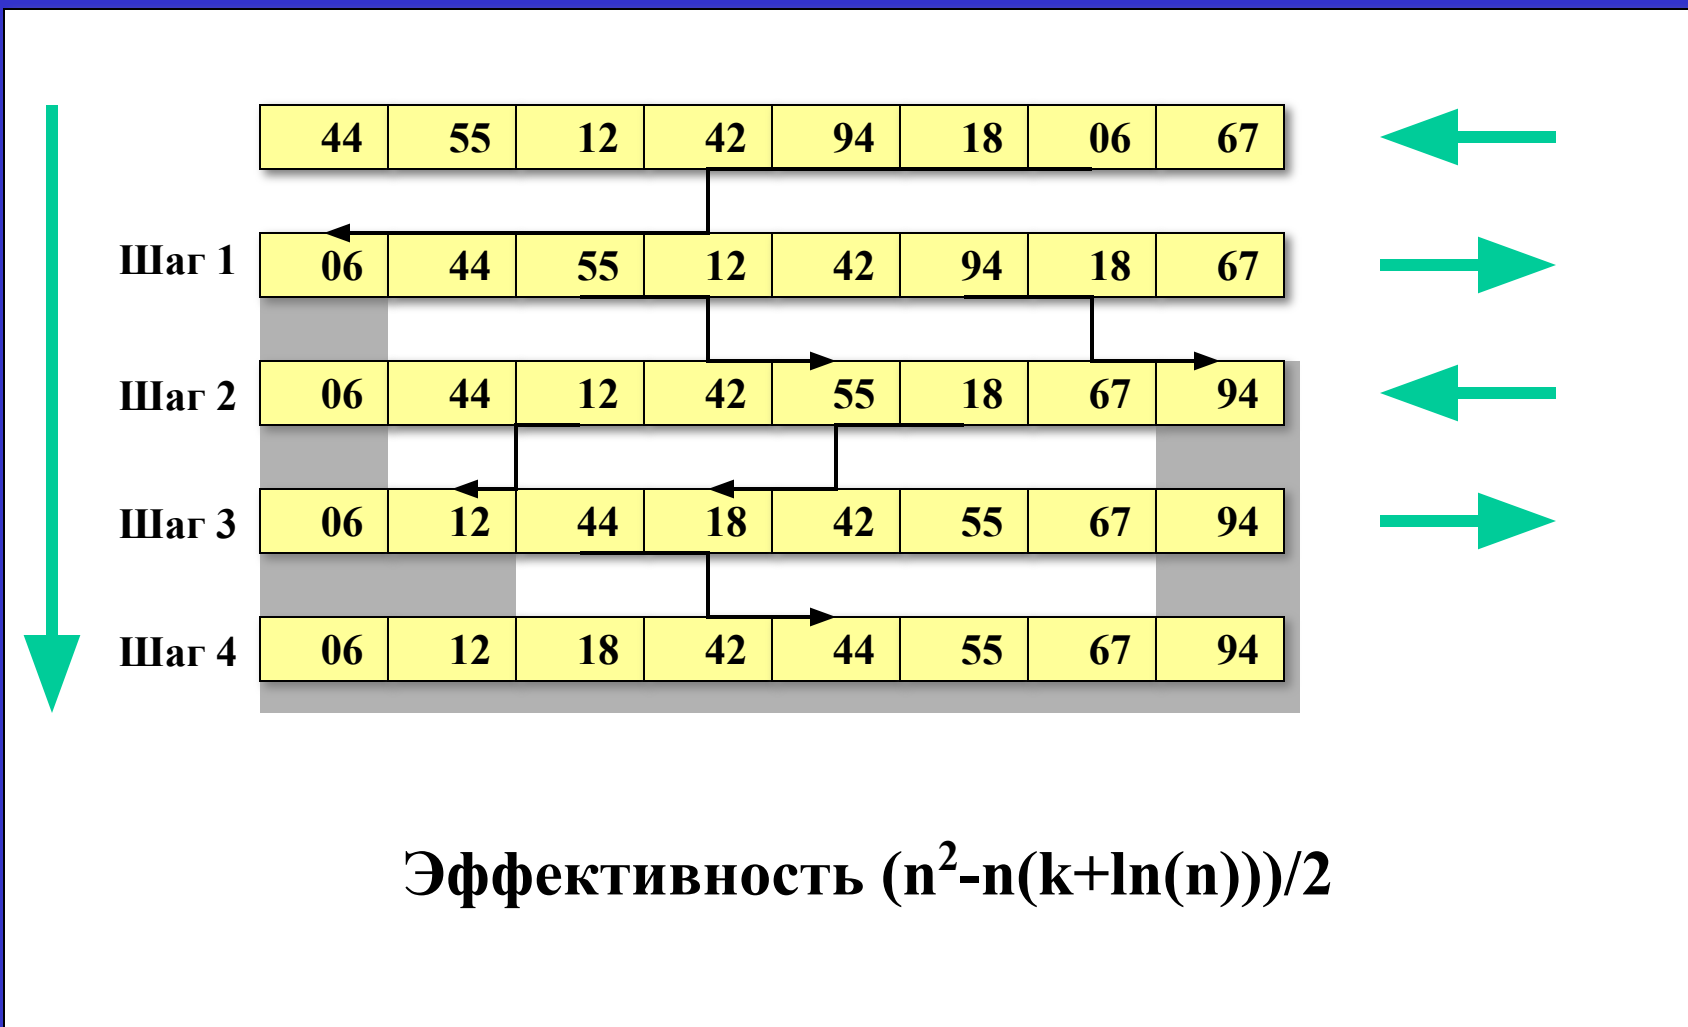 44 55 12 42 94 18 06 67
Шаг 1 06 44 55 12 42 94 18 67
Шаг 2 06 44 12 42 55 18 67 94
Шаг 3 06 12 44 18 42 55 67 94
Шаг 4 06 12 18 42 44 55 67 94
Эффективность (n²-n(k+ln(n)))/2